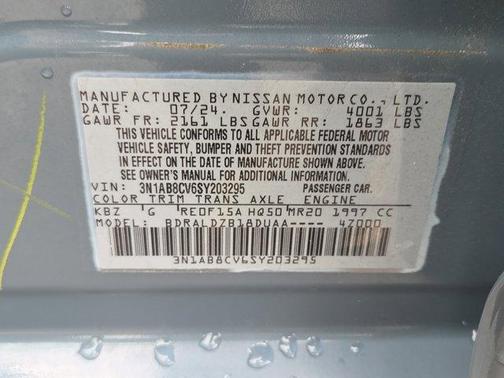 MANUFACTURED BY NISSAN MOTOR CO., LTD.
DATE: 07/24. GVWR: 4001 LBS
GAWR FR: 2161 LBS GAWR RR: 1863 LBS
THIS VEHICLE CONFORMS TO ALL APPLICABLE FEDERAL MOTOR
VEHICLE SAFETY, BUMPER AND THEFT PREVENTION STANDARDS
IN EFFECT ON THE DATE OF MANUFACTURE SHOWN ABOVE.
SEE OWNER'S MANUAL FOR ADDITIONAL INFORMATION.
VIN: 3N1AB8CV6SY203295 PASSENGER CAR.
COLOR TRIM TRANS AXLE ENGINE
KBZ G RE0F15A HQ50 MR20 1997 CC
MODEL: BDRALDZB18DUAA---- 4Z000
3N1AB8CV6SY203295